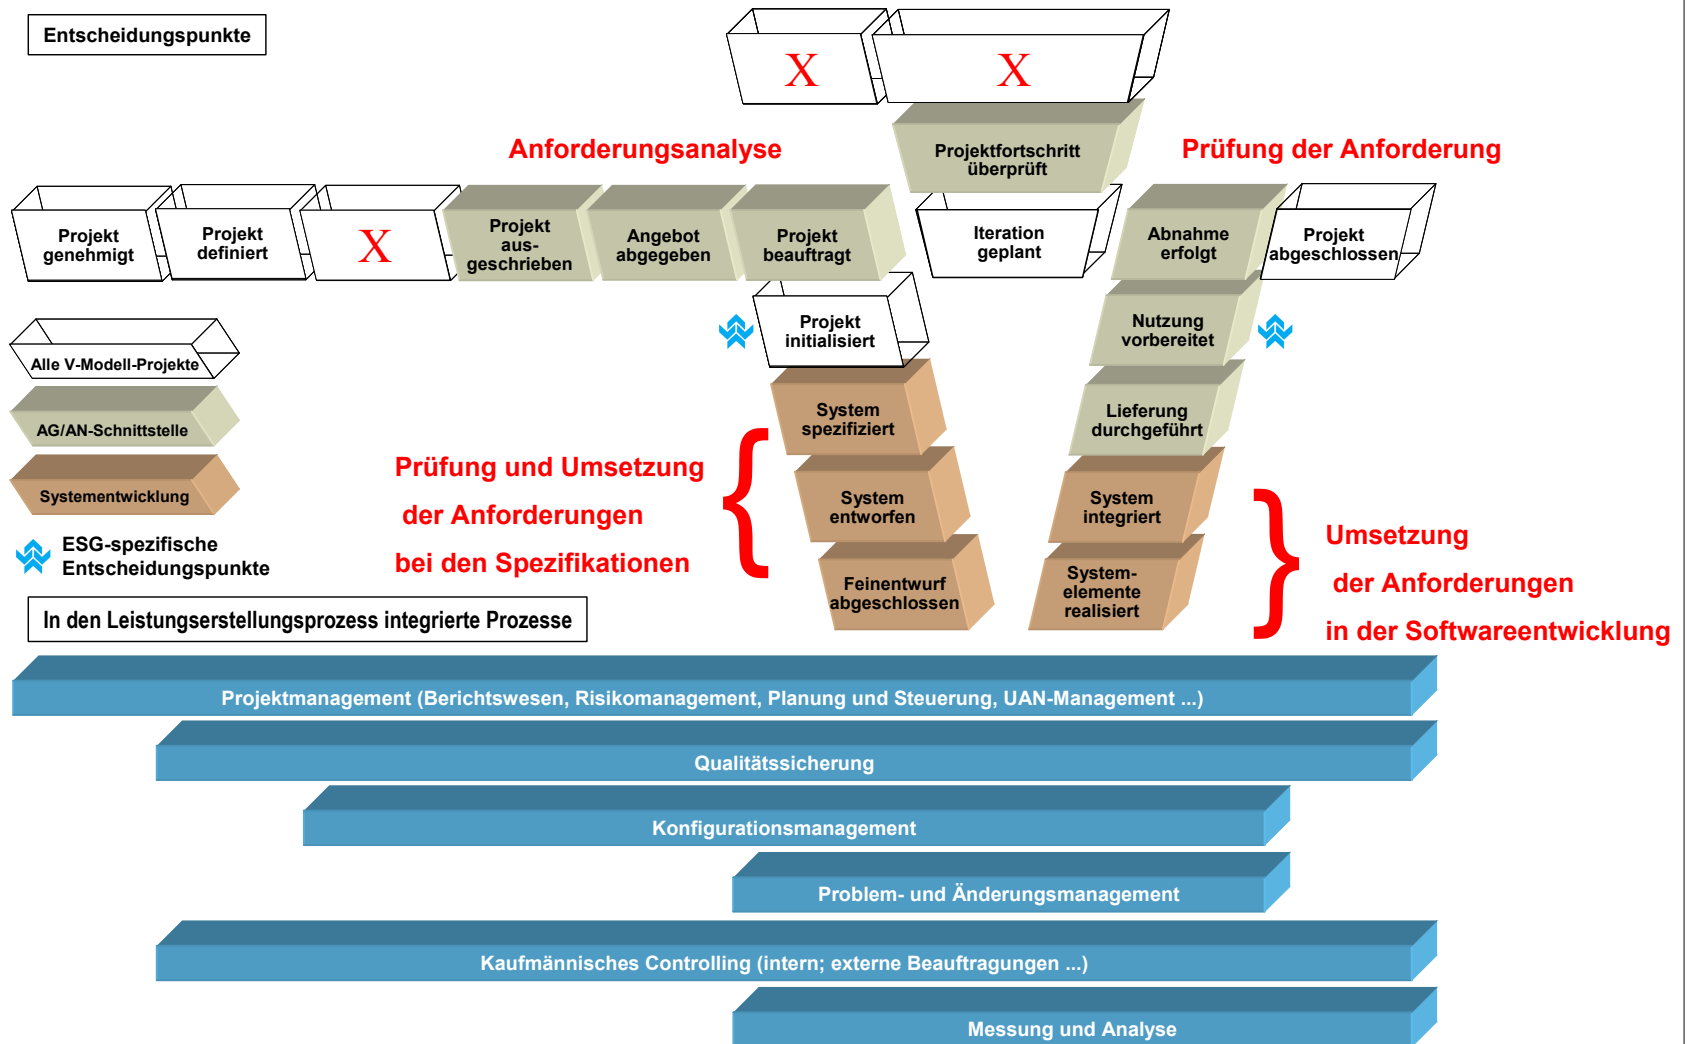 Entscheidungspunkte
X
X
Anforderungsanalyse
Projektfortschritt
überprüft
Prüfung der Anforderung
Projekt
genehmigt
Projekt
definiert
X
Projekt
aus-
geschrieben
Angebot
abgegeben
Projekt
beauftragt
Iteration
geplant
Abnahme
erfolgt
Projekt
abgeschlossen
Projekt
initialisiert
Nutzung
vorbereitet
Alle V-Modell-Projekte
AG/AN-Schnittstelle
Systementwicklung
ESG-spezifische
Entscheidungspunkte
System
spezifiziert
Lieferung
durchgeführt
Prüfung und Umsetzung
der Anforderungen
bei den Spezifikationen
System
entworfen
System
integriert
Feinentwurf
abgeschlossen
System-
elemente
realisiert
Umsetzung
der Anforderungen
in der Softwareentwicklung
In den Leistungserstellungsprozess integrierte Prozesse
Projektmanagement (Berichtswesen, Risikomanagement, Planung und Steuerung, UAN-Management ...)
Qualitätssicherung
Konfigurationsmanagement
Problem- und Änderungsmanagement
Kaufmännisches Controlling (intern; externe Beauftragungen ...)
Messung und Analyse